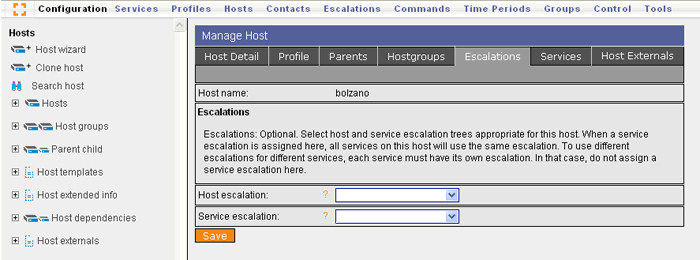 Configuration Services Profiles Hosts Contacts Escalations Commands Time Periods Groups Control Tools
Hosts
Host wizard
Clone host
Search host
Hosts
Host groups
Parent child
Host templates
Host extended info
Host dependencies
Host externals
Manage Host
Host Detail Profile Parents Hostgroups Escalations Services Host Externals
Host name: bolzano
Escalations
Escalations: Optional. Select host and service escalation trees appropriate for this host. When a service
escalation is assigned here, all services on this host will use the same escalation. To use different
escalations for different services, each service must have its own escalation. In that case, do not assign a
service escalation here.
Host escalation: ?
Service escalation: ?
Save